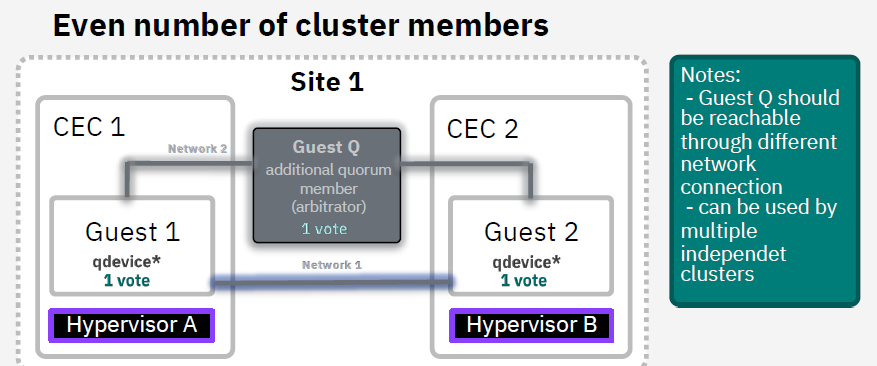 Even number of cluster members
Site 1
CEC 1
Network 2
Guest Q
additional quorum
member
(arbitrator)
1 vote
CEC 2
Guest 1
qdevice*
1 vote
Network 1
Guest 2
qdevice*
1 vote
Hypervisor A
Hypervisor B
Notes:
- Guest Q should
be reachable
through different
network
connection
- can be used by
multiple
independet
clusters